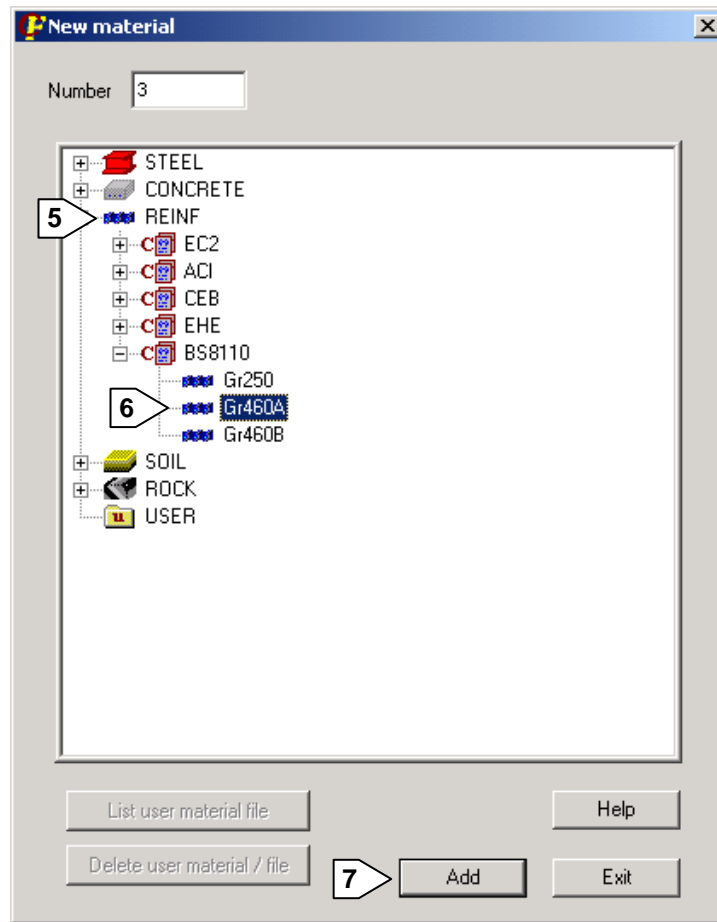 New material
Number 3
STEEL
CONCRETE
5 REINF
EC2
ACI
CEB
EHE
BS8110
Gr250
6 Gr460A
Gr460B
SOIL
ROCK
u USER
List user material file Help
Delete user material / file 7 Add Exit